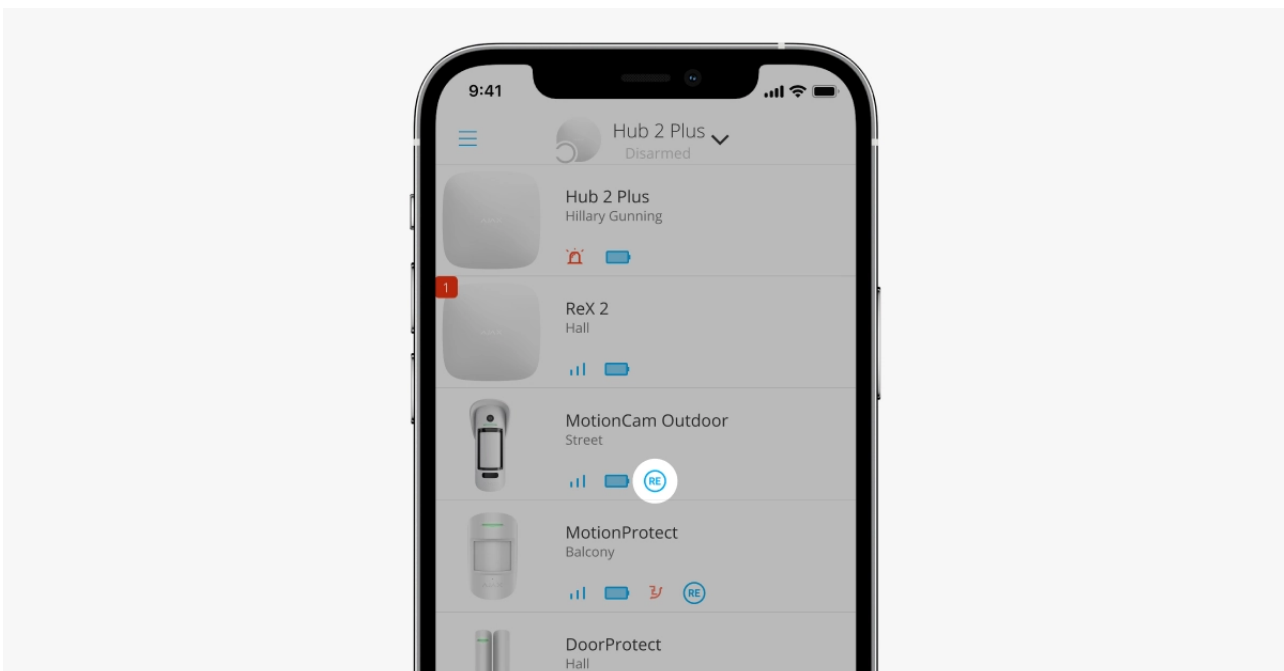 9:41
Hub 2 Plus
Disarmed
Hub 2 Plus
Hillary Gunning
1
ReX 2
Hall
MotionCam Outdoor
Street
RE
MotionProtect
Balcony
RE
DoorProtect
Hall